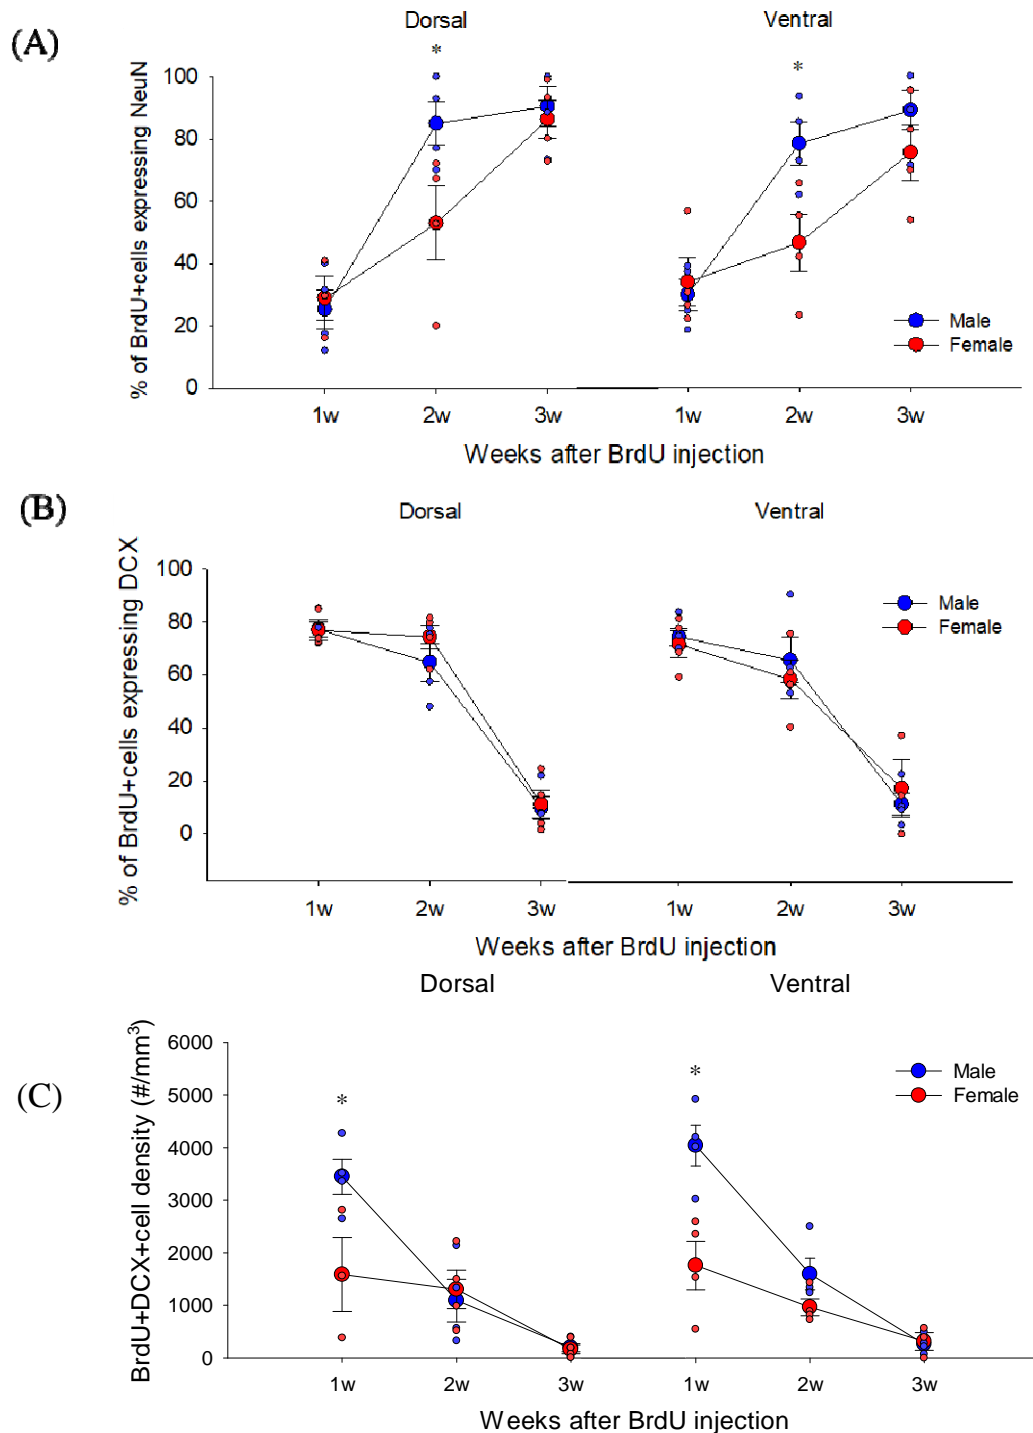 (A)
Dorsal Ventral
* *
% of BrdU+cells expressing NeuN
100
80
60
40
20
0
Male
Female
1w 2w 3w 1w 2w 3w
Weeks after BrdU injection
(B)
Dorsal Ventral
% of BrdU+cells expressing DCX
100
80
60
40
20
0
Male
Female
1w 2w 3w 1w 2w 3w
Weeks after BrdU injection
(C)
Dorsal Ventral
BrdU+DCX+cell density (#/mm³)
6000
5000
4000
3000
2000
1000
0
* *
Male
Female
1w 2w 3w 1w 2w 3w
Weeks after BrdU injection